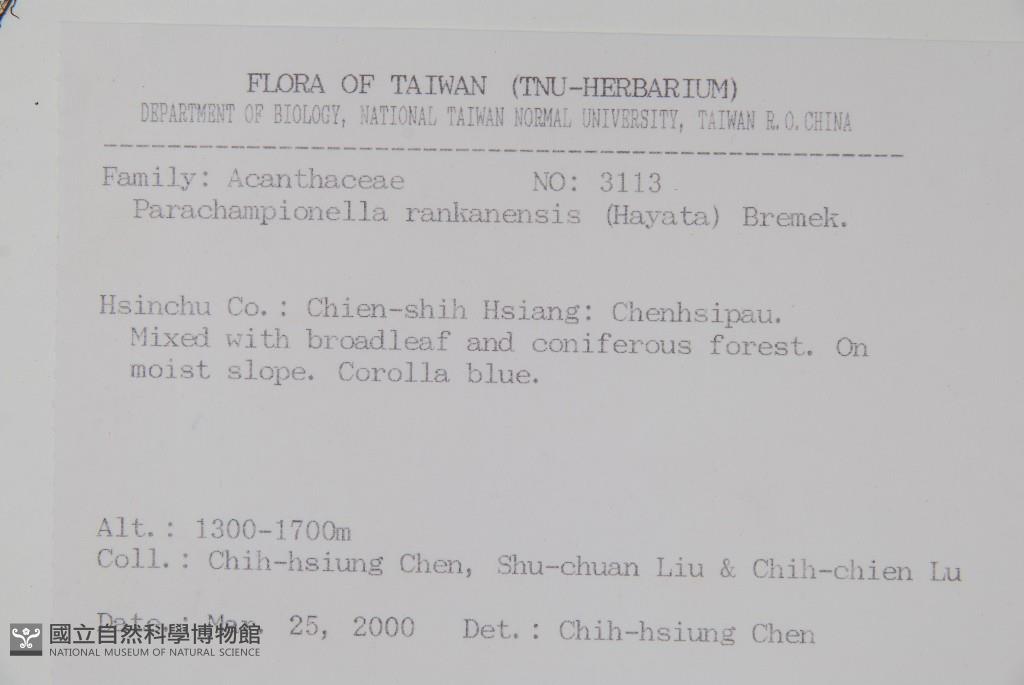 FLORA OF TAIWAN (TNU-HERBARIUM)
DEPARTMENT OF BIOLOGY, NATIONAL TAIWAN NORMAL UNIVERSITY, TAIWAN R.O.CHINA
Family: Acanthaceae NO: 3113
Parachampionella rankanensis (Hayata) Bremek.
Hsinchu Co.: Chien-shih Hsiang: Chenhsipau.
Mixed with broadleaf and coniferous forest. On
moist slope. Corolla blue.
Alt.: 1300-1700m
Coll.: Chih-hsiung Chen, Shu-chuan Liu & Chih-chien Lu
Date.: Mar. 25, 2000 Det.: Chih-hsiung Chen
國立自然科學博物館
NATIONAL MUSEUM OF NATURAL SCIENCE